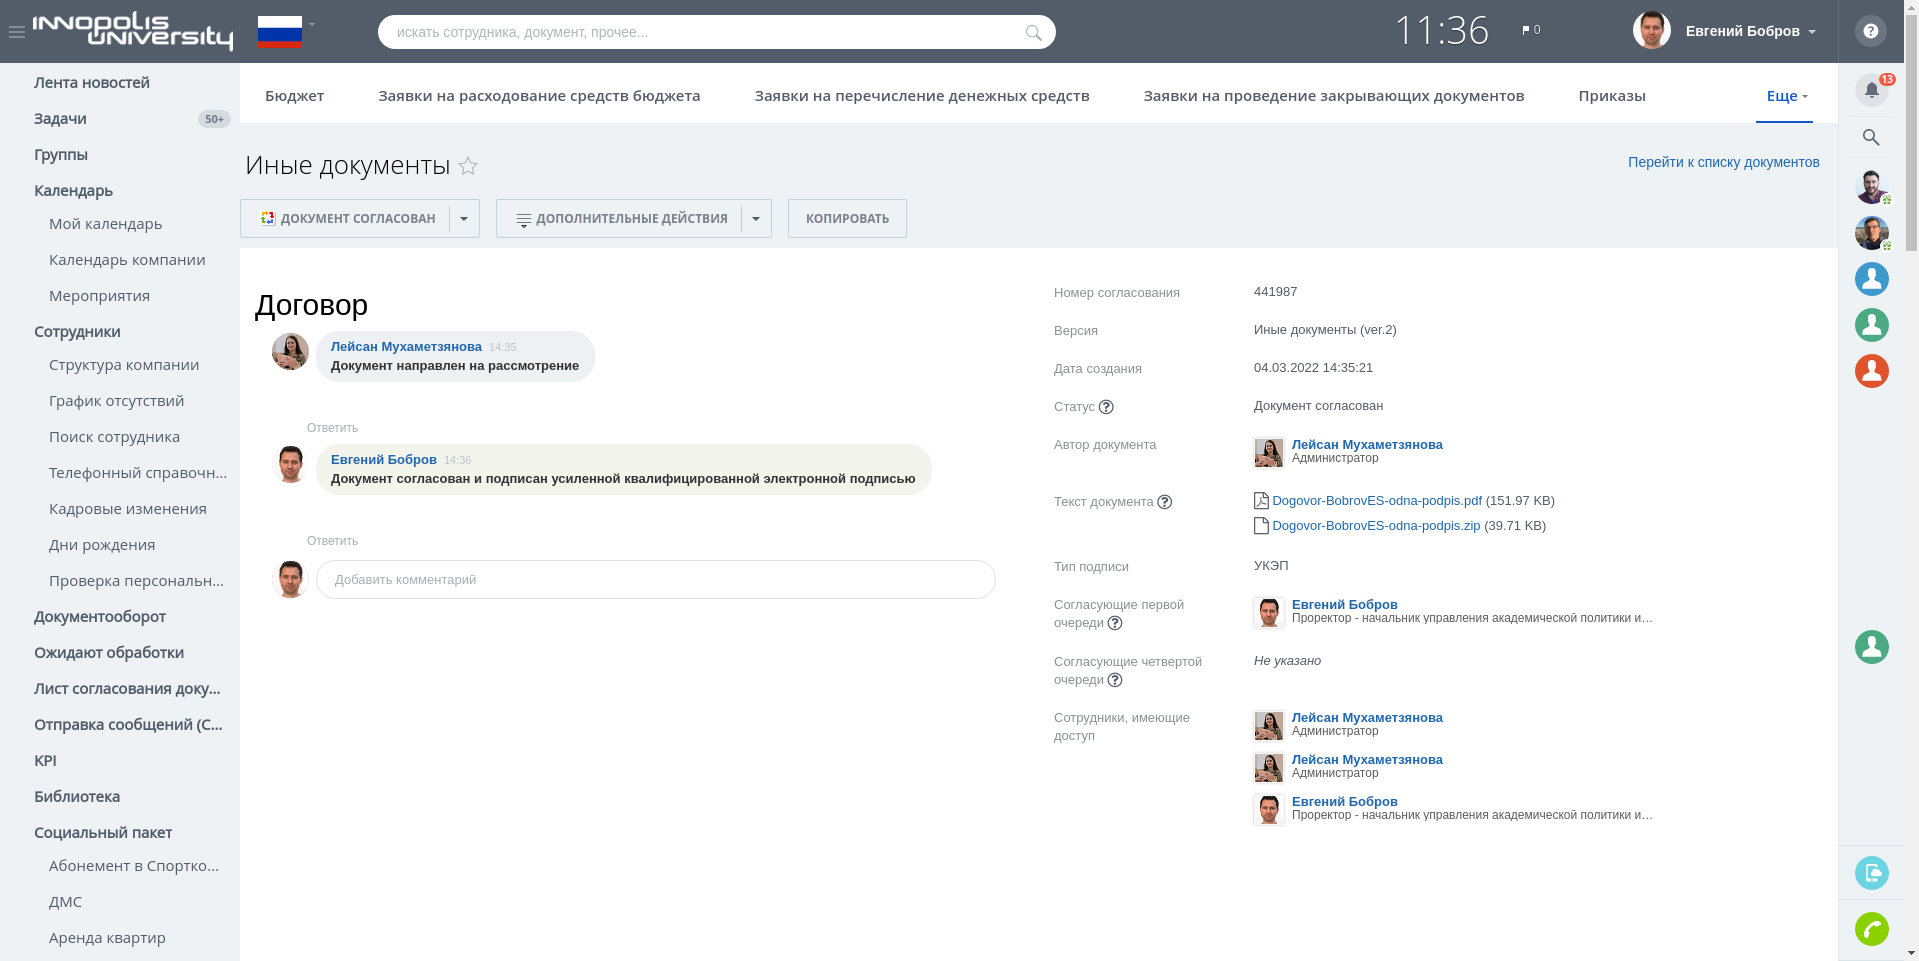 INNOPOLIS
UNIVERSITY
искать сотрудника, документ, прочее...
11:36
0
Евгений Бобров
?
Лента новостей
Задачи
50+
Группы
Календарь
Мой календарь
Календарь компании
Мероприятия
Сотрудники
Структура компании
График отсутствий
Поиск сотрудника
Телефонный справочн...
Кадровые изменения
Дни рождения
Проверка персональн...
Документооборот
Ожидают обработки
Лист согласования доку...
Отправка сообщений (С...
KPI
Библиотека
Социальный пакет
Абонемент в Спортко...
ДМС
Аренда квартир
Бюджет
Заявки на расходование средств бюджета
Заявки на перечисление денежных средств
Заявки на проведение закрывающих документов
Приказы
Еще
13
Иные документы
Перейти к списку документов
ДОКУМЕНТ СОГЛАСОВАН
ДОПОЛНИТЕЛЬНЫЕ ДЕЙСТВИЯ
КОПИРОВАТЬ
Договор
Лейсан Мухаметзянова 14:35
Документ направлен на рассмотрение
Ответить
Евгений Бобров 14:36
Документ согласован и подписан усиленной квалифицированной электронной подписью
Ответить
Добавить комментарий
Номер согласования
441987
Версия
Иные документы (ver.2)
Дата создания
04.03.2022 14:35:21
Статус ?
Документ согласован
Автор документа
Лейсан Мухаметзянова
Администратор
Текст документа ?
Dogovor-BobrovES-odna-podpis.pdf (151.97 KB)
Dogovor-BobrovES-odna-podpis.zip (39.71 KB)
Тип подписи
УКЭП
Согласующие первой
очереди ?
Евгений Бобров
Проректор - начальник управления академической политики и…
Согласующие четвертой
очереди ?
Не указано
Сотрудники, имеющие
доступ
Лейсан Мухаметзянова
Администратор
Лейсан Мухаметзянова
Администратор
Евгений Бобров
Проректор - начальник управления академической политики и…